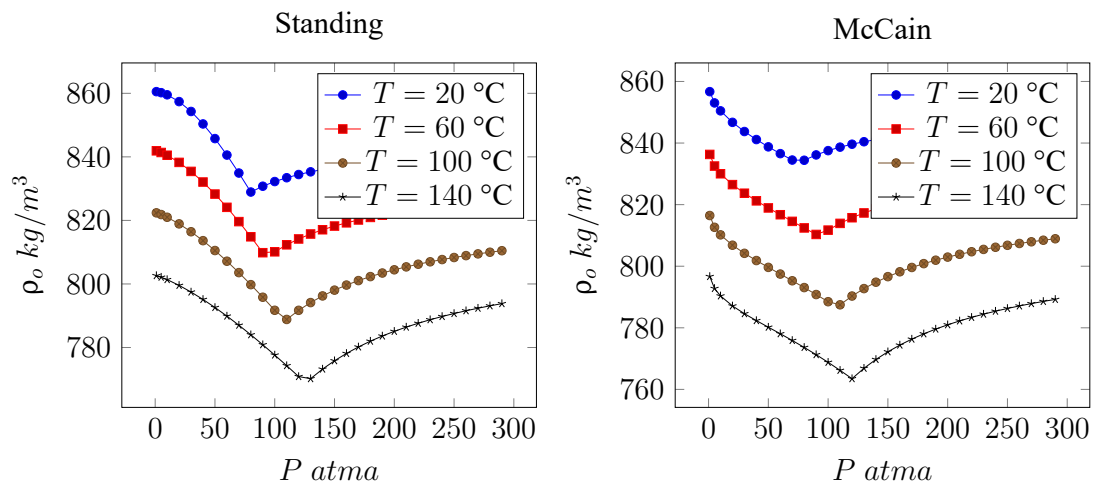 Standing
860
840
820
800
780
ρₒ kg/m³
0 50 100 150 200 250 300
P atma
T = 20 °C
T = 60 °C
T = 100 °C
T = 140 °C
McCain
860
840
820
800
780
760
ρₒ kg/m³
0 50 100 150 200 250 300
P atma
T = 20 °C
T = 60 °C
T = 100 °C
T = 140 °C